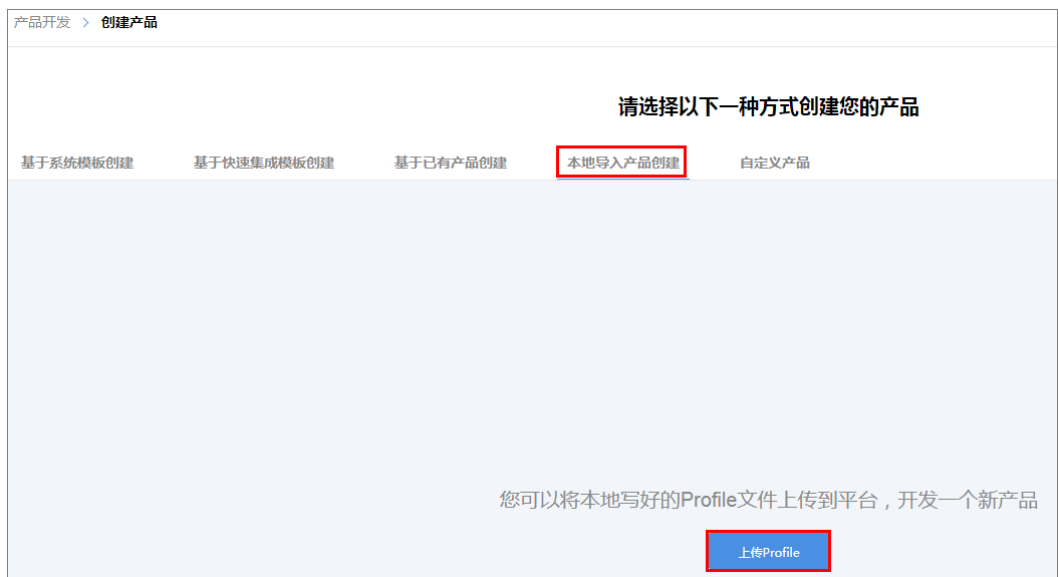 产品开发 > 创建产品
请选择以下一种方式创建您的产品
基于系统模板创建 基于快速集成模板创建 基于已有产品创建 本地导入产品创建 自定义产品
您可以将本地写好的Profile文件上传到平台，开发一个新产品
上传Profile